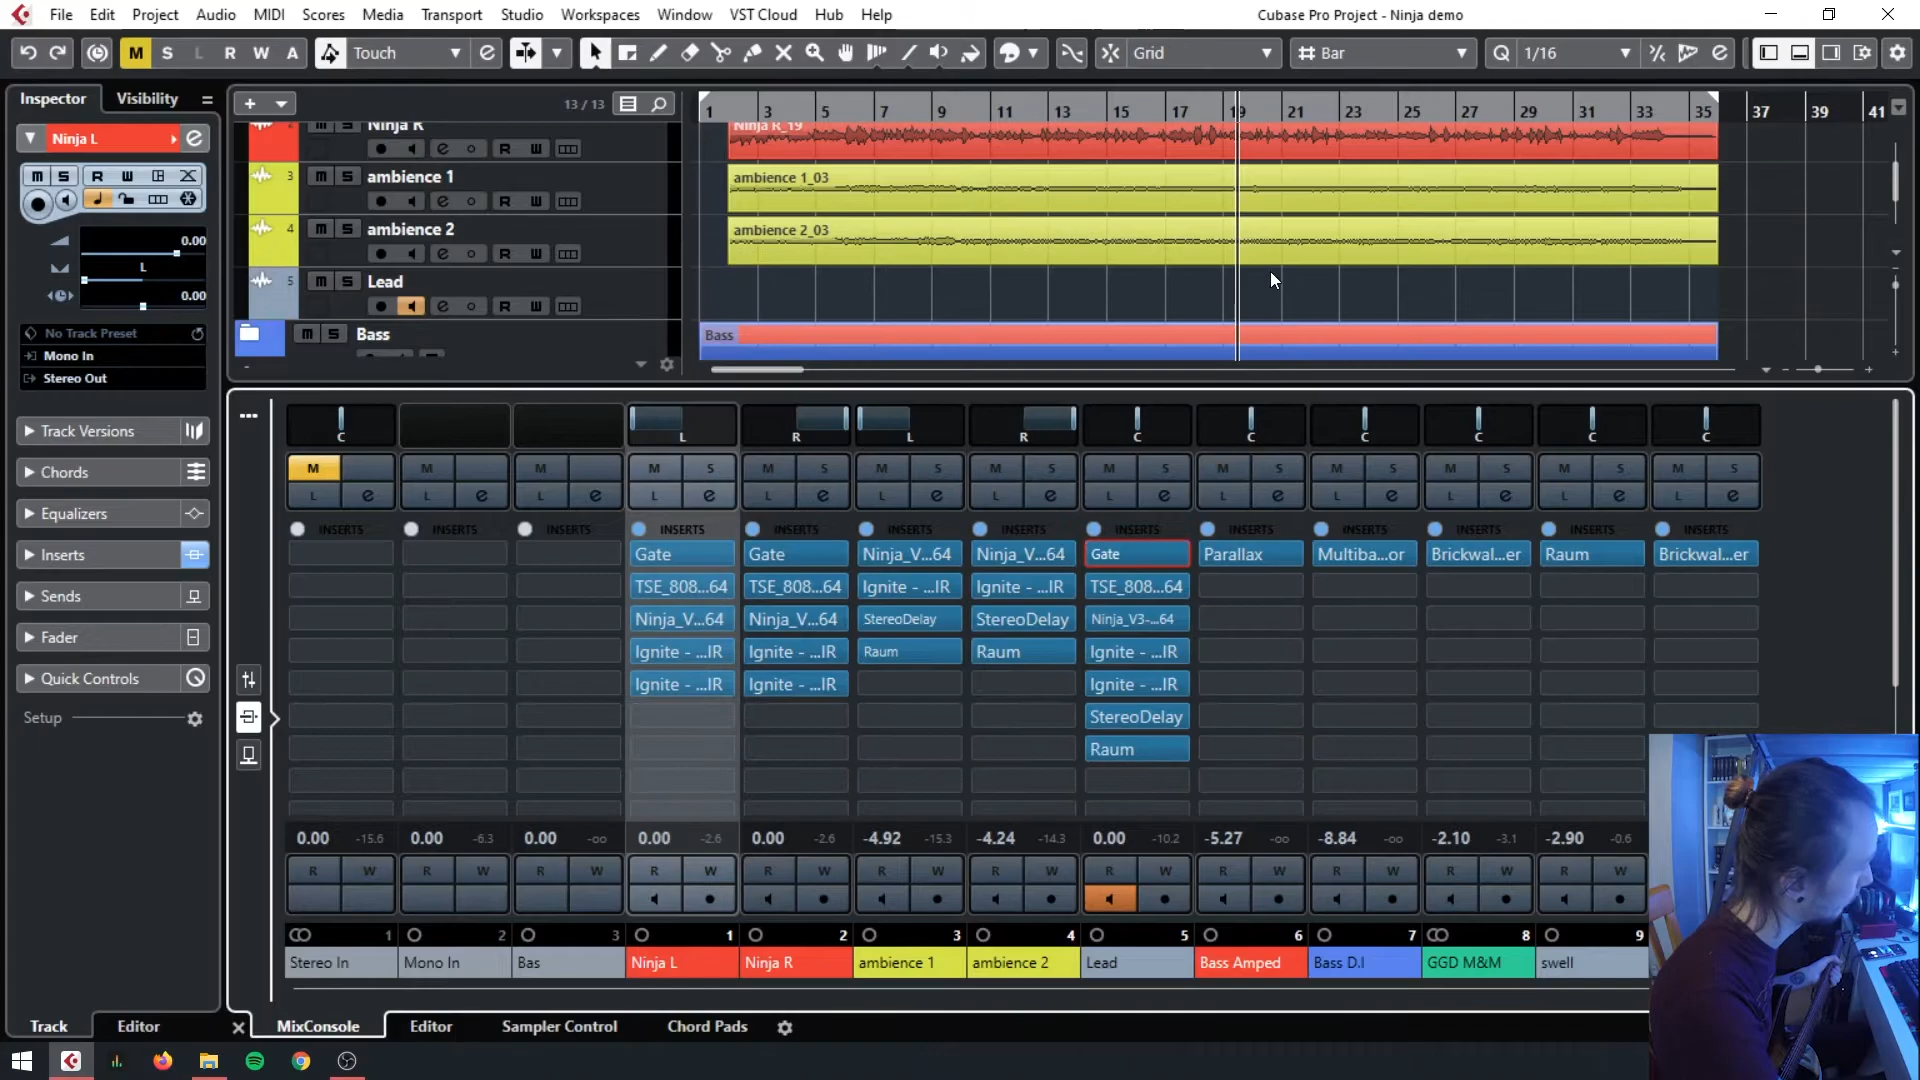 File Edit Project Audio MIDI Scores Media Transport Studio Workspaces Window VST Cloud Hub Help
Cubase Pro Project - Ninja demo
M S L R W A Touch Grid Bar Q 1/16
Inspector Visibility
13 / 13
1 3 5 7 9 11 13 15 17 19 21 23 25 27 29 31 33 35 37 39 41
Ninja L
m S R W
0.00
L
0.00
No Track Preset
Mono In
Stereo Out
Track Versions
Chords
Equalizers
Inserts
Sends
Fader
Quick Controls
Setup
Ninja R
R W
Ninja R_19
3 m S ambience 1
R W
ambience 1_03
4 m S ambience 2
R W
ambience 2_03
5 m S Lead
R W
m S Bass
Bass
C L R L R C C C C C C
M M M M S M S M S M S M S M S M S M S M S M S
L e L e L e L e L e L e L e L e L e L e L e L e L e
INSERTS INSERTS INSERTS INSERTS INSERTS INSERTS INSERTS INSERTS INSERTS INSERTS INSERTS INSERTS INSERTS
Gate Gate Ninja_V...64 Ninja_V...64 Gate Parallax Multiba...or Brickwal...er Raum Brickwal...er
TSE_808...64 TSE_808...64 Ignite - ...IR Ignite - ...IR TSE_808...64
Ninja_V...64 Ninja_V...64 StereoDelay StereoDelay Ninja_V3-...64
Ignite - ...IR Ignite - ...IR Raum Raum Ignite - ...IR
Ignite - ...IR Ignite - ...IR Ignite - ...IR
StereoDelay
Raum
0.00 -15.6 0.00 -6.3 0.00 -oo 0.00 -2.6 0.00 -2.6 -4.92 -15.3 -4.24 -14.3 0.00 -10.2 -5.27 -oo -8.84 -oo -2.10 -3.1 -2.90 -0.6
R W R W R W R W R W R W R W R W R W R W R W R W
1 2 3 1 2 3 4 5 6 7 8 9
Stereo In Mono In Bas Ninja L Ninja R ambience 1 ambience 2 Lead Bass Amped Bass D.I GGD M&M swell
Track Editor MixConsole Editor Sampler Control Chord Pads